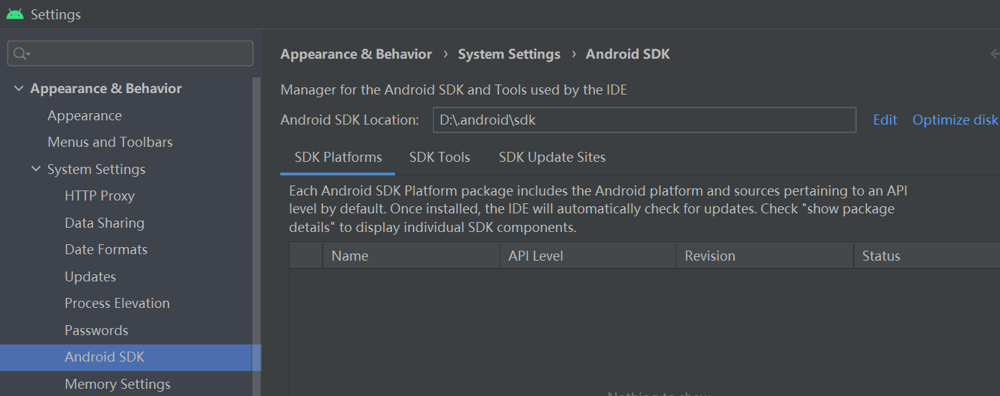 Settings
Appearance & Behavior
Appearance
Menus and Toolbars
System Settings
HTTP Proxy
Data Sharing
Date Formats
Updates
Process Elevation
Passwords
Android SDK
Memory Settings
Appearance & Behavior › System Settings › Android SDK
Manager for the Android SDK and Tools used by the IDE
Android SDK Location: D:\.android\sdk Edit Optimize disk
SDK Platforms SDK Tools SDK Update Sites
Each Android SDK Platform package includes the Android platform and sources pertaining to an API
level by default. Once installed, the IDE will automatically check for updates. Check "show package
details" to display individual SDK components.
Name API Level Revision Status
Nothing to show